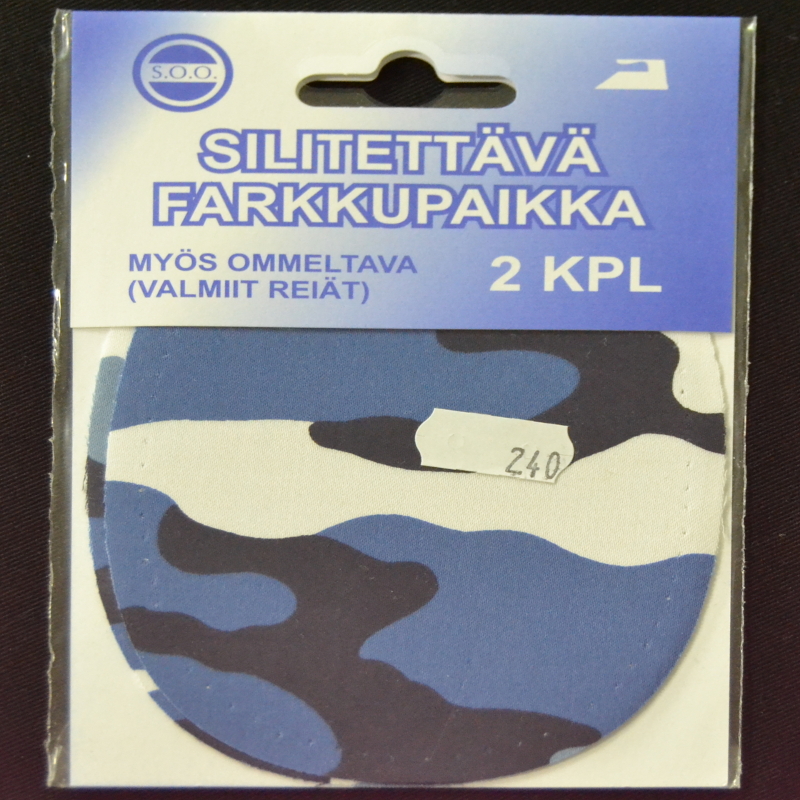 S.O.O.
SILITETTÄVÄ
FARKKUPAIKKA
MYÖS OMMELTAVA
(VALMIIT REIÄT)
2 KPL
240